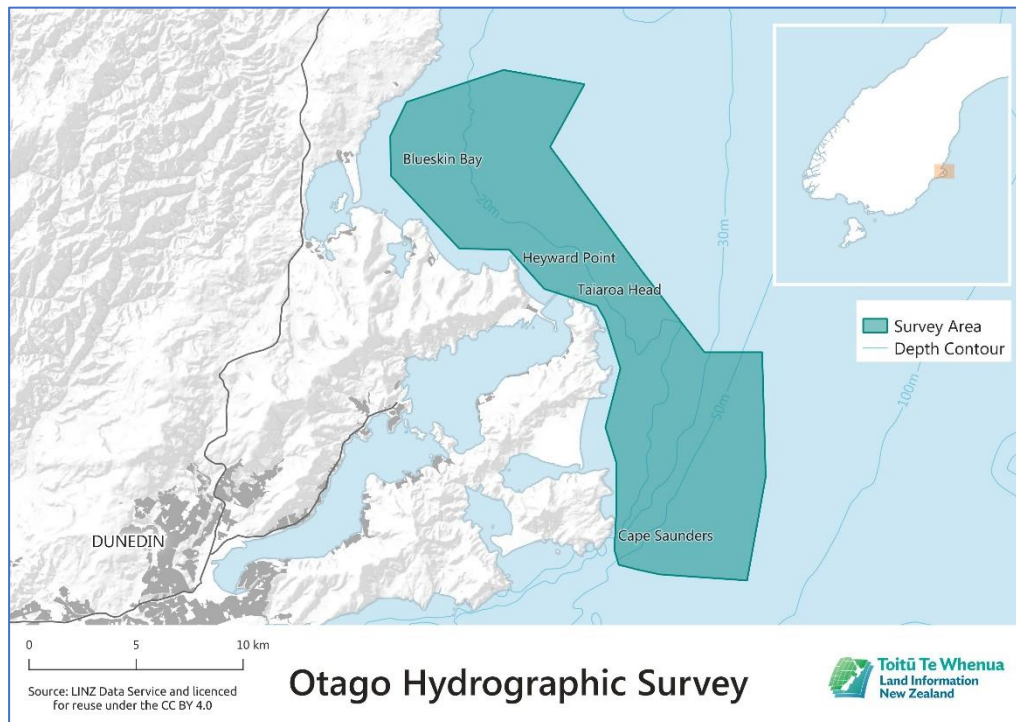 Blueskin Bay
20m
30m
Heyward Point
Taiaroa Head
Survey Area
Depth Contour
50m
100m
Cape Saunders
DUNEDIN
0 5 10 km
Source: LINZ Data Service and licenced
for reuse under the CC BY 4.0
Otago Hydrographic Survey
Toitū Te Whenua
Land Information
New Zealand